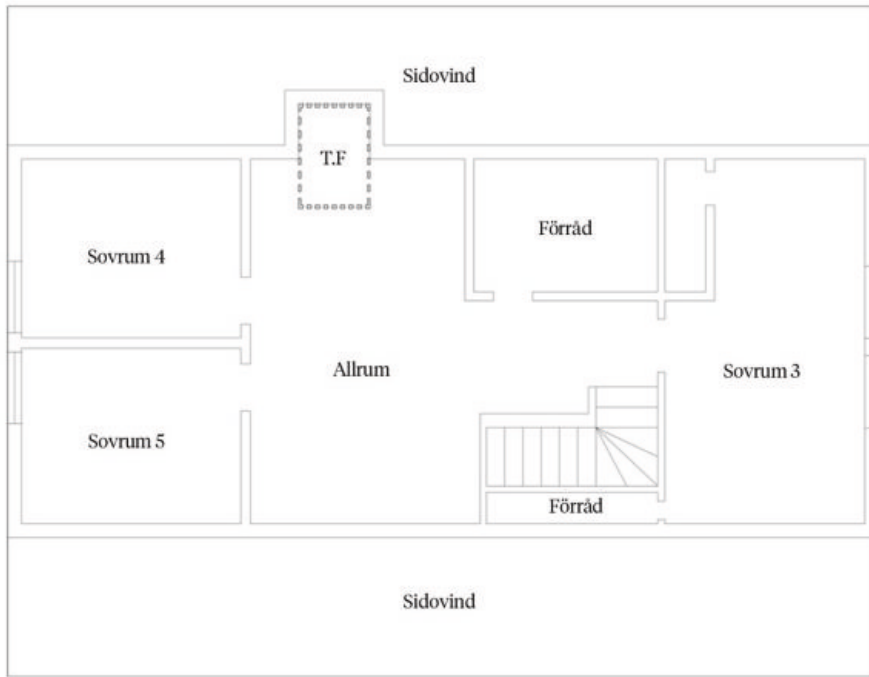 Sidovind
T.F
Förråd
Sovrum 4
Allrum
Sovrum 3
Sovrum 5
Förråd
Sidovind